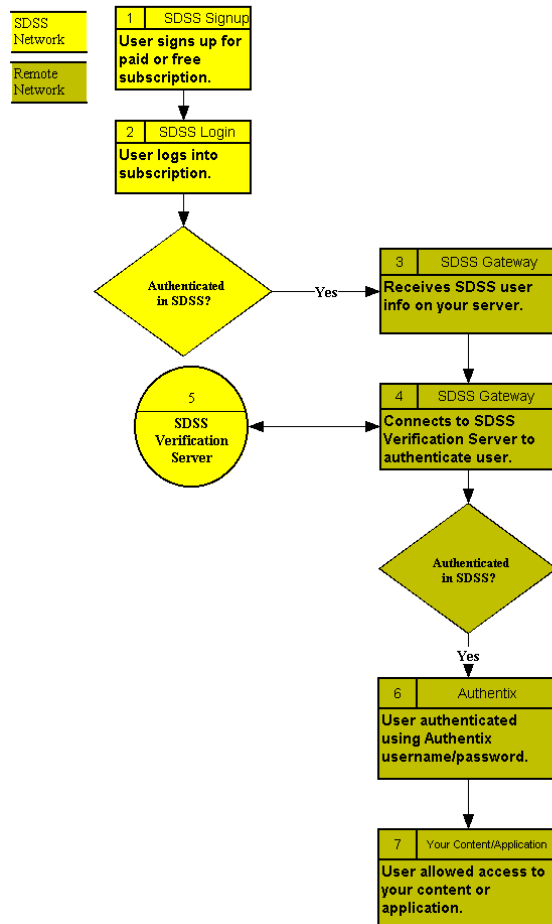 SDSS
Network
Remote
Network
1 SDSS Signup
User signs up for
paid or free
subscription.
2 SDSS Login
User logs into
subscription.
Authenticated
in SDSS?
Yes
3 SDSS Gateway
Receives SDSS user
info on your server.
4 SDSS Gateway
Connects to SDSS
Verification Server to
authenticate user.
5
SDSS
Verification
Server
Authenticated
in SDSS?
Yes
6 Authentix
User authenticated
using Authentix
username/password.
7 Your Content/Application
User allowed access to
your content or
application.